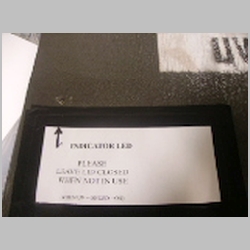 INDICATOR LED
PLEASE
LEAVE LID CLOSED
WHEN NOT IN USE